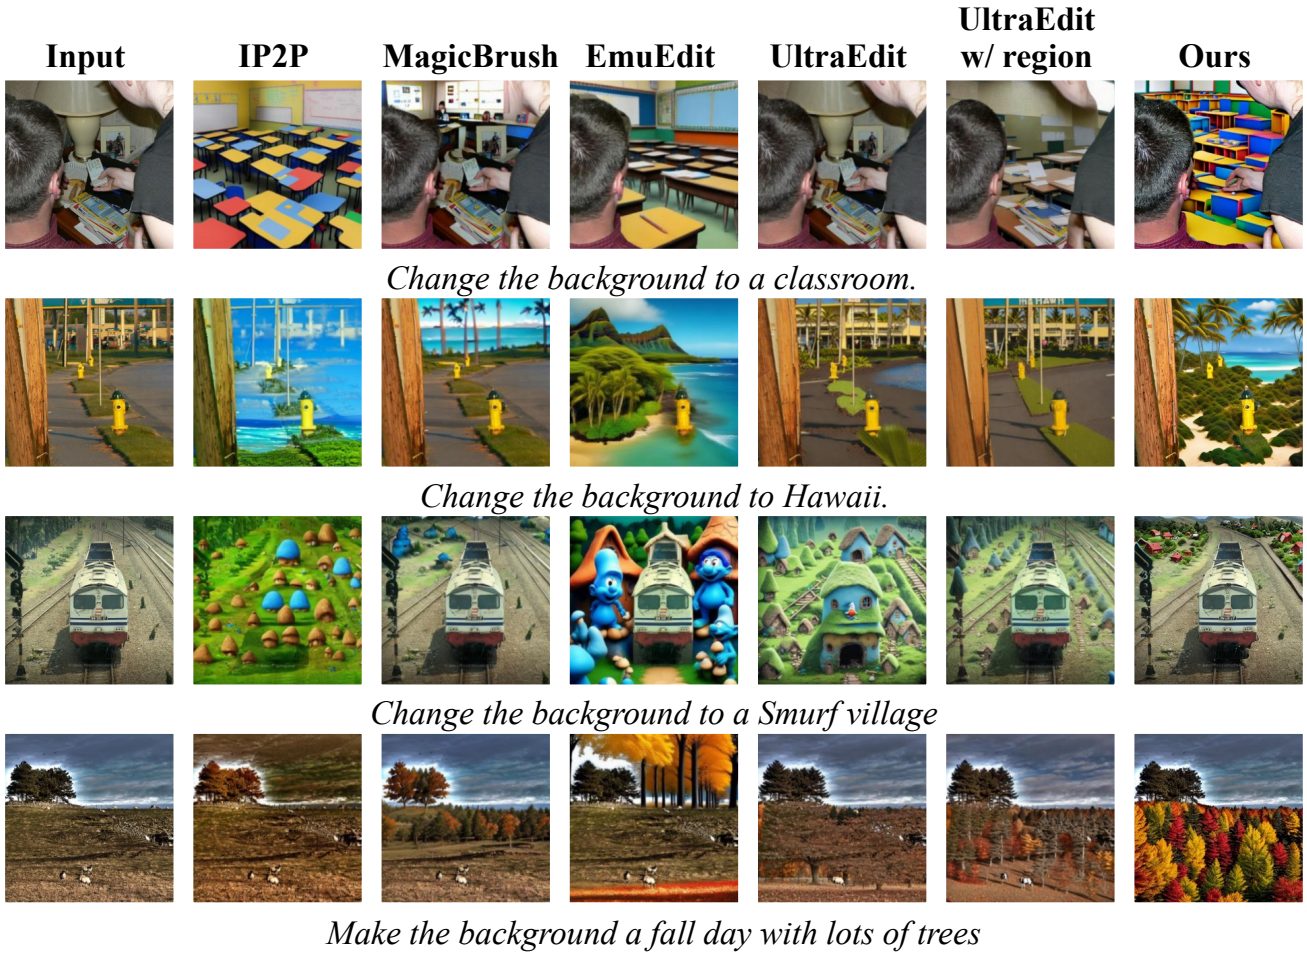 Input IP2P MagicBrush EmuEdit UltraEdit UltraEdit w/ region Ours
Change the background to a classroom.
Change the background to Hawaii.
Change the background to a Smurf village
Make the background a fall day with lots of trees